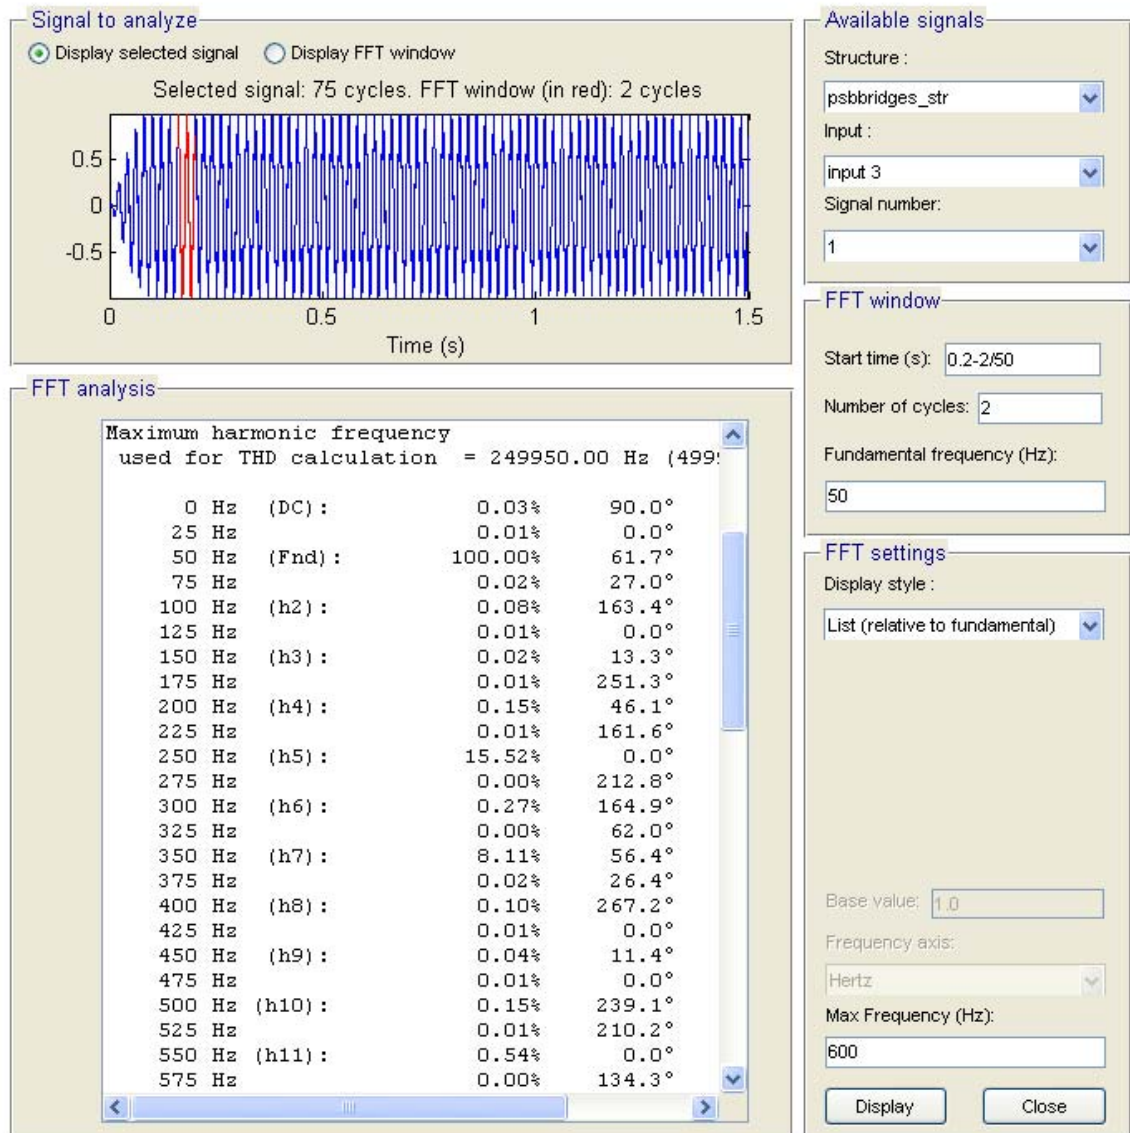 Signal to analyze
Display selected signal Display FFT window
Selected signal: 75 cycles. FFT window (in red): 2 cycles
0.5
0
-0.5
0 0.5 1 1.5
Time (s)
FFT analysis
Maximum harmonic frequency
used for THD calculation = 249950.00 Hz (499
0 Hz (DC): 0.03% 90.0°
25 Hz 0.01% 0.0°
50 Hz (Fnd): 100.00% 61.7°
75 Hz 0.02% 27.0°
100 Hz (h2): 0.08% 163.4°
125 Hz 0.01% 0.0°
150 Hz (h3): 0.02% 13.3°
175 Hz 0.01% 251.3°
200 Hz (h4): 0.15% 46.1°
225 Hz 0.01% 161.6°
250 Hz (h5): 15.52% 0.0°
275 Hz 0.00% 212.8°
300 Hz (h6): 0.27% 164.9°
325 Hz 0.00% 62.0°
350 Hz (h7): 8.11% 56.4°
375 Hz 0.02% 26.4°
400 Hz (h8): 0.10% 267.2°
425 Hz 0.01% 0.0°
450 Hz (h9): 0.04% 11.4°
475 Hz 0.01% 0.0°
500 Hz (h10): 0.15% 239.1°
525 Hz 0.01% 210.2°
550 Hz (h11): 0.54% 0.0°
575 Hz 0.00% 134.3°
Available signals
Structure :
psbbridges_str
Input :
input 3
Signal number:
1
FFT window
Start time (s): 0.2-2/50
Number of cycles: 2
Fundamental frequency (Hz):
50
FFT settings
Display style :
List (relative to fundamental)
Base value: 1.0
Frequency axis:
Hertz
Max Frequency (Hz):
600
Display Close